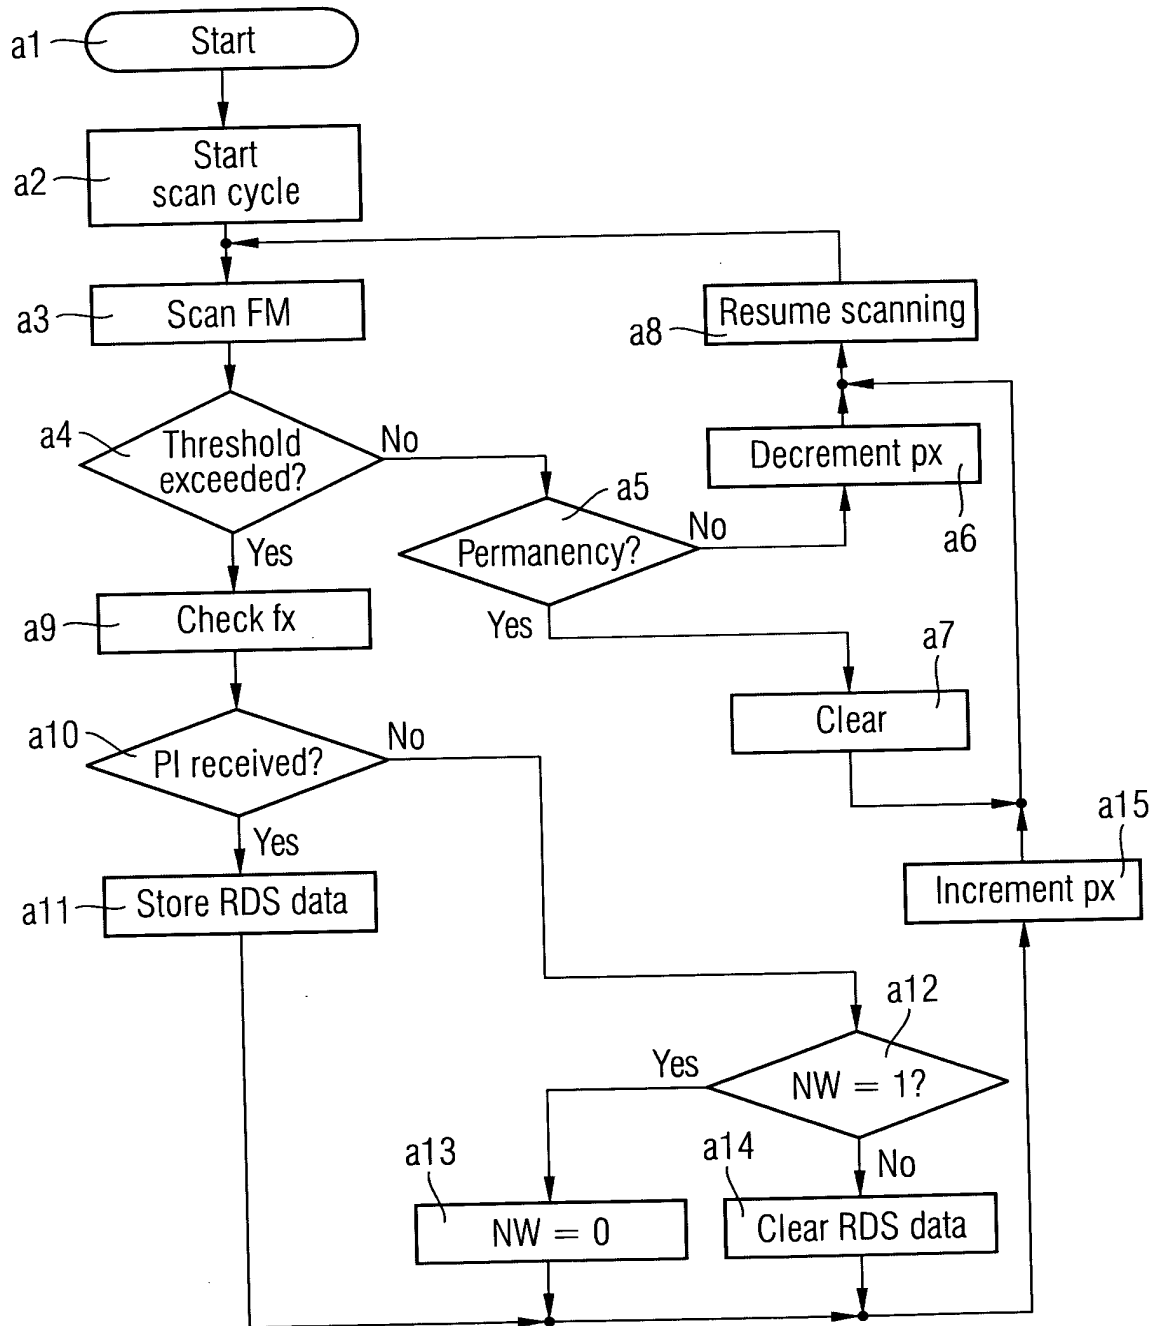 a1
Start
a2
Start
scan cycle
a3
Scan FM
a8
Resume scanning
a4
Threshold
exceeded?
No
Yes
a5
Permanency?
No
Yes
Decrement px
a6
a9
Check fx
a7
Clear
a10
PI received?
No
Yes
a11
Store RDS data
a15
Increment px
a12
NW = 1?
Yes
No
a13
NW = 0
a14
Clear RDS data